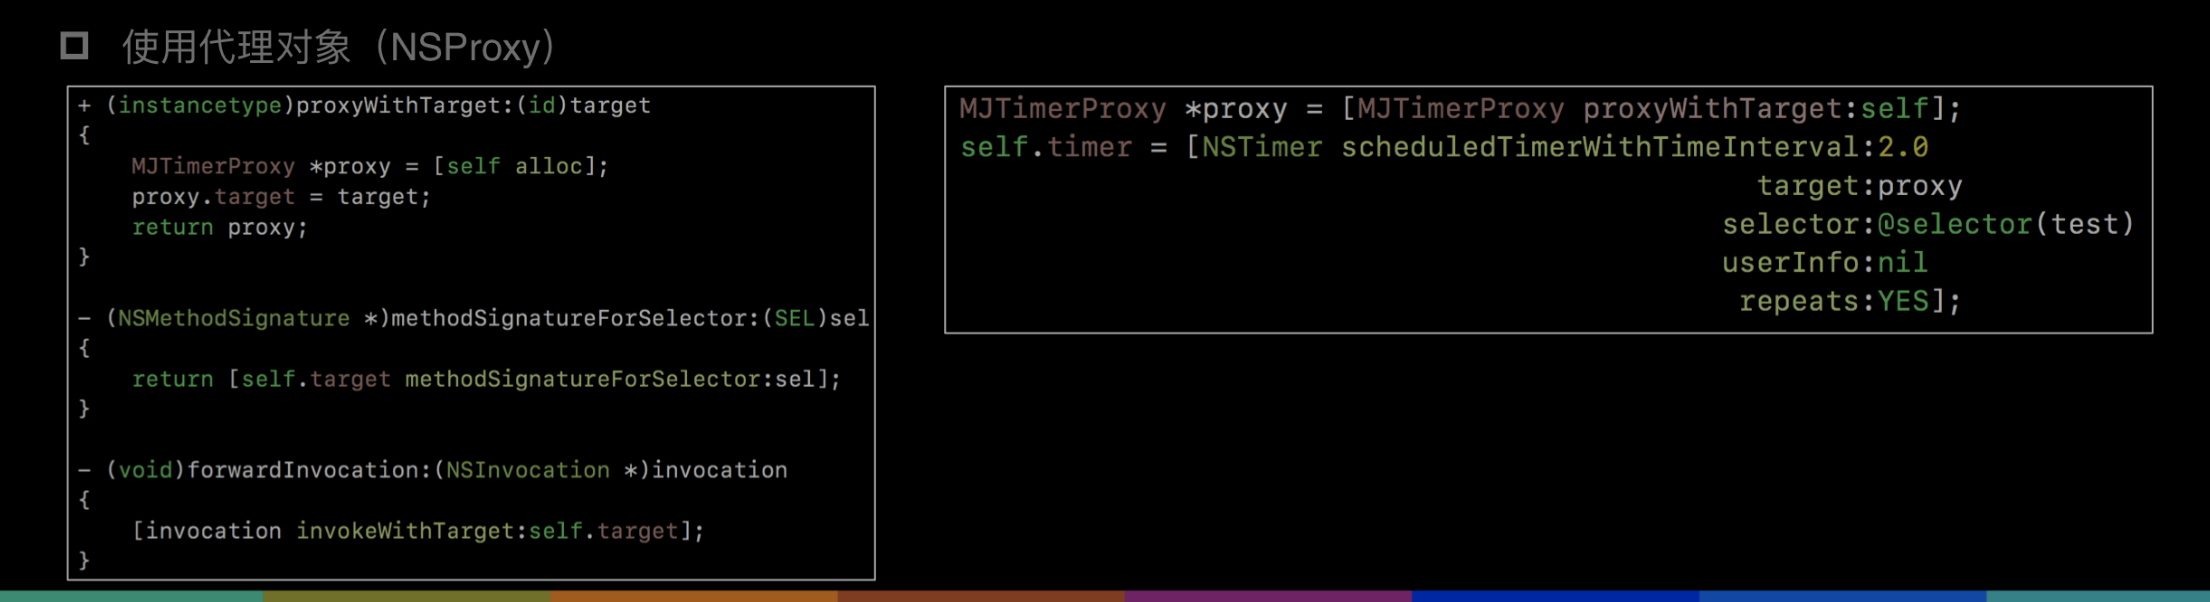 使用代理对象（NSProxy）
+ (instancetype)proxyWithTarget:(id)target
{
    MJTimerProxy *proxy = [self alloc];
    proxy.target = target;
    return proxy;
}
- (NSMethodSignature *)methodSignatureForSelector:(SEL)sel
{
    return [self.target methodSignatureForSelector:sel];
}
- (void)forwardInvocation:(NSInvocation *)invocation
{
    [invocation invokeWithTarget:self.target];
}
MJTimerProxy *proxy = [MJTimerProxy proxyWithTarget:self];
self.timer = [NSTimer scheduledTimerWithTimeInterval:2.0
target:proxy
selector:@selector(test)
userInfo:nil
repeats:YES];